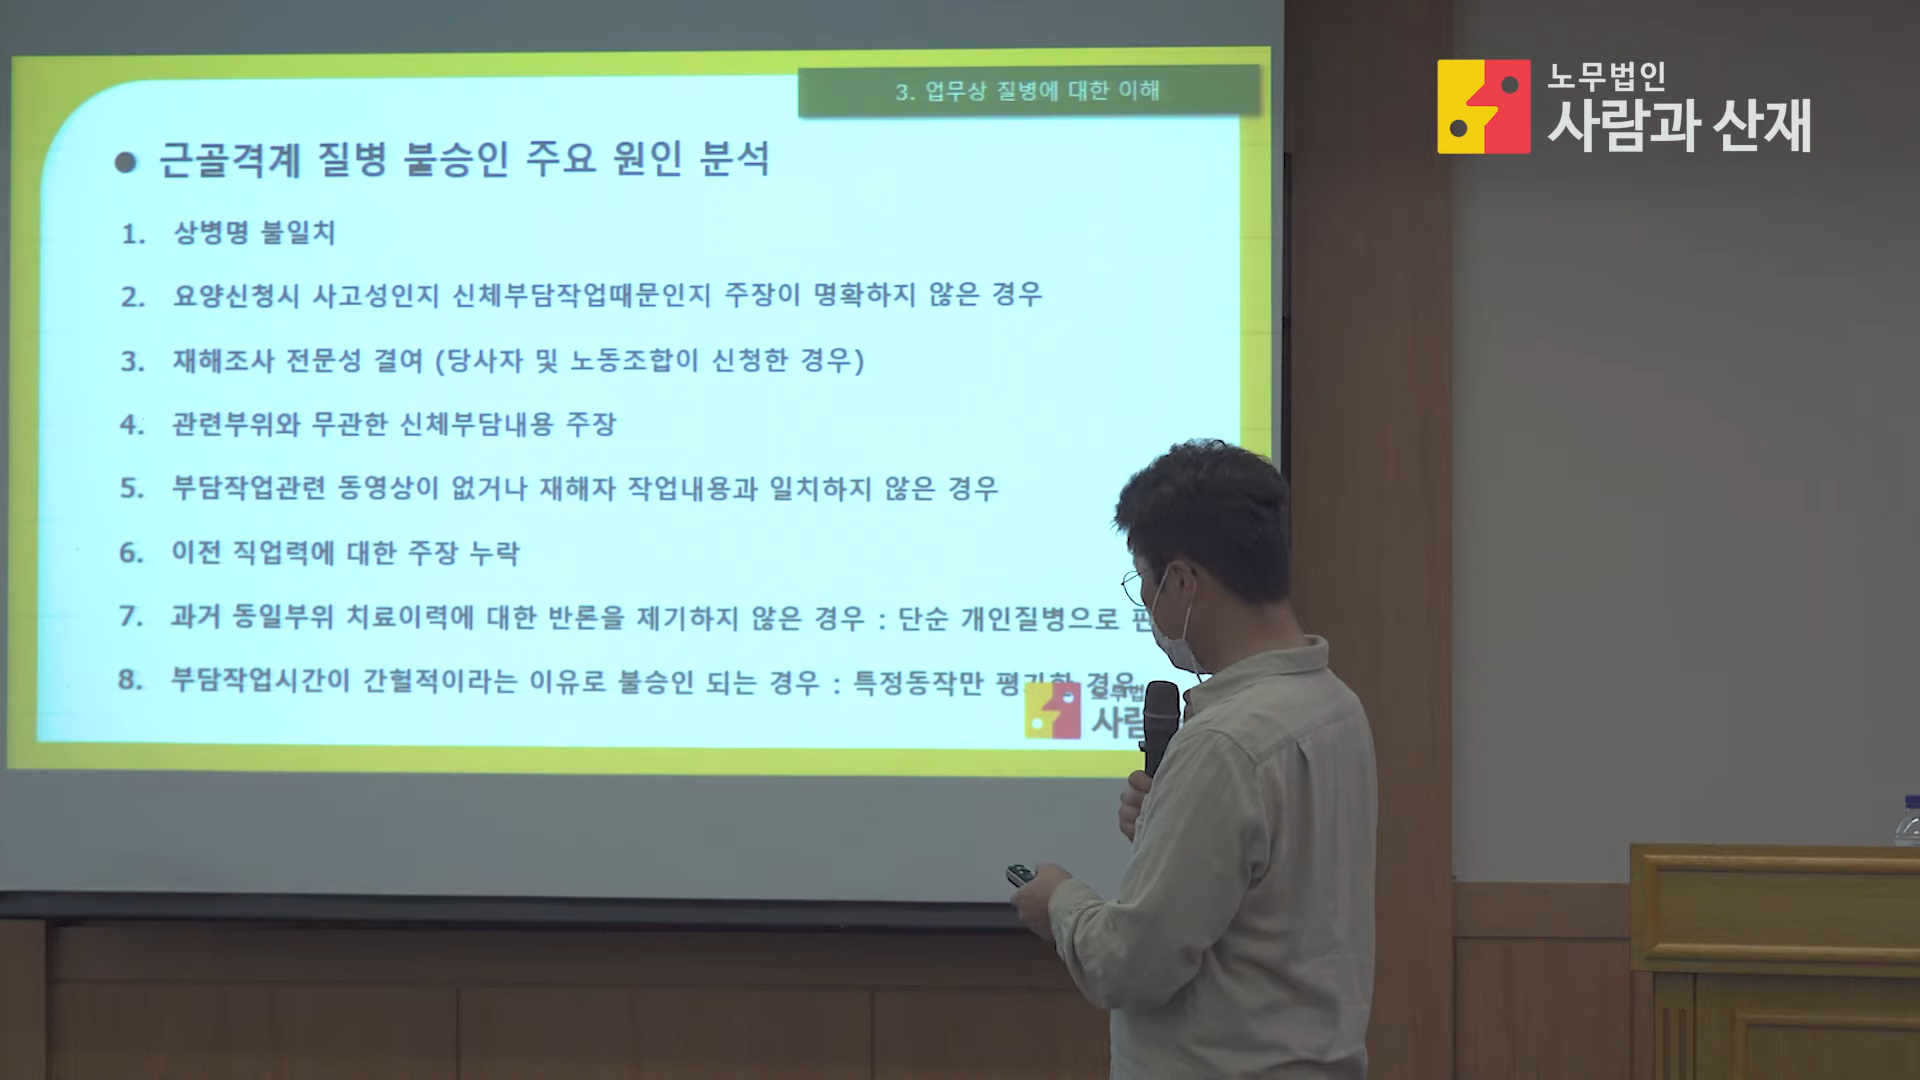 3. 업무상 질병에 대한 이해
노무법인
사람과 산재
● 근골격계 질병 불승인 주요 원인 분석
1. 상병명 불일치
2. 요양신청시 사고성인지 신체부담작업때문인지 주장이 명확하지 않은 경우
3. 재해조사 전문성 결여 (당사자 및 노동조합이 신청한 경우)
4. 관련부위와 무관한 신체부담내용 주장
5. 부담작업관련 동영상이 없거나 재해자 작업내용과 일치하지 않은 경우
6. 이전 직업력에 대한 주장 누락
7. 과거 동일부위 치료이력에 대한 반론을 제기하지 않은 경우 : 단순 개인질병으로
8. 부담작업시간이 간헐적이라는 이유로 불승인 되는 경우 : 특정동작만 평가한 경우
사람